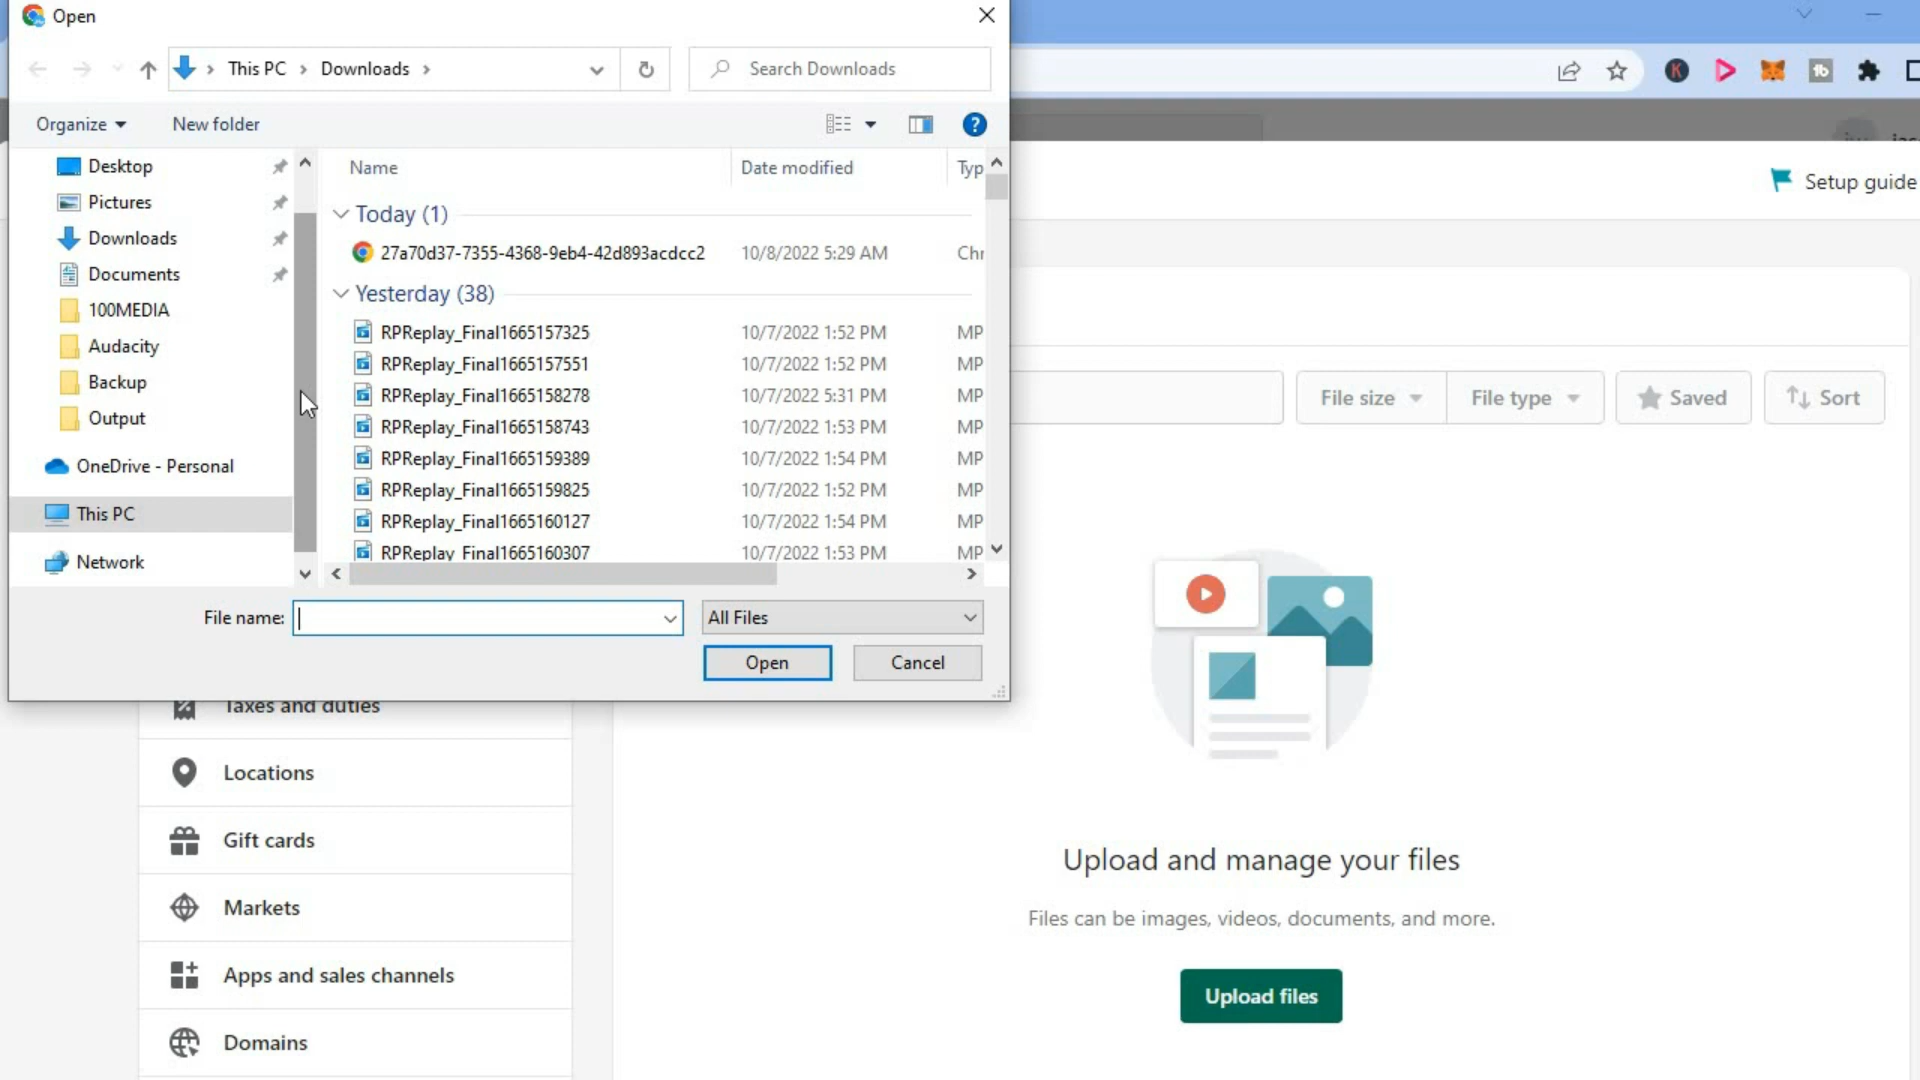 Open
This PC > Downloads >
Search Downloads
Organize
New folder
Desktop
Pictures
Downloads
Documents
100MEDIA
Audacity
Backup
Output
OneDrive - Personal
This PC
Network
Name Date modified Typ
Today (1)
27a70d37-7355-4368-9eb4-42d893acdcc2 10/8/2022 5:29 AM Chr
Yesterday (38)
RPReplay_Final1665157325 10/7/2022 1:52 PM MP
RPReplay_Final1665157551 10/7/2022 1:52 PM MP
RPReplay_Final1665158278 10/7/2022 5:31 PM MP
RPReplay_Final1665158743 10/7/2022 1:53 PM MP
RPReplay_Final1665159389 10/7/2022 1:54 PM MP
RPReplay_Final1665159825 10/7/2022 1:52 PM MP
RPReplay_Final1665160127 10/7/2022 1:54 PM MP
RPReplay_Final1665160307 10/7/2022 1:53 PM MP
File name:
All Files
Open
Cancel
K
tb
Setup guide
File size
File type
Saved
Sort
Taxes and duties
Locations
Gift cards
Markets
Apps and sales channels
Domains
Upload and manage your files
Files can be images, videos, documents, and more.
Upload files